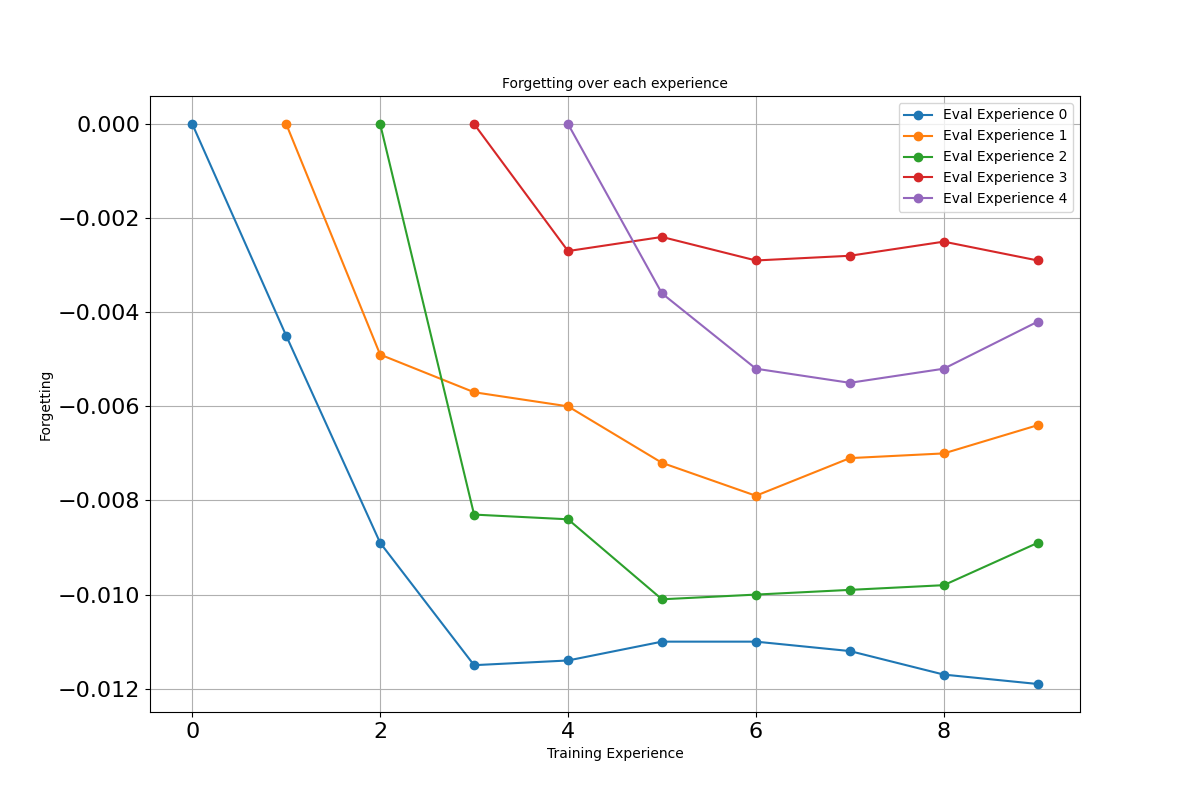 Forgetting over each experience
0.000
−0.002
−0.004
−0.006
−0.008
−0.010
−0.012
Forgetting
Eval Experience 0
Eval Experience 1
Eval Experience 2
Eval Experience 3
Eval Experience 4
0 2 4 6 8
Training Experience